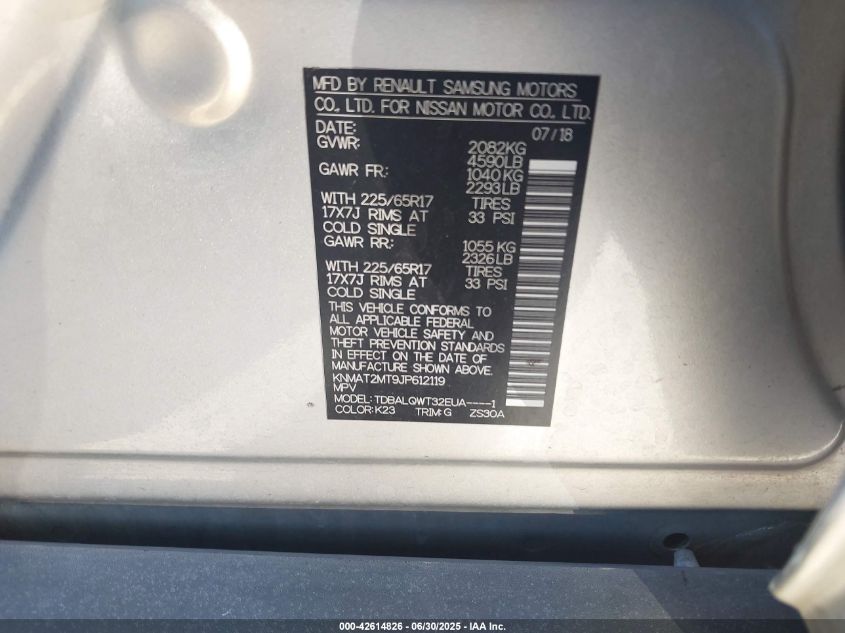 MFD BY RENAULT SAMSUNG MOTORS
CO., LTD. FOR NISSAN MOTOR CO., LTD.
DATE: 07/18
GVWR: 2082KG
4590LB
GAWR FR.: 1040 KG
2293LB
WITH 225/65R17 TIRES
17X7J RIMS AT 33 PSI
COLD SINGLE
GAWR RR.: 1055 KG
2326LB
WITH 225/65R17 TIRES
17X7J RIMS AT 33 PSI
COLD SINGLE
THIS VEHICLE CONFORMS TO
ALL APPLICABLE FEDERAL
MOTOR VEHICLE SAFETY AND
THEFT PREVENTION STANDARDS
IN EFFECT ON THE DATE OF
MANUFACTURE SHOWN ABOVE.
KNMAT2MT9JP612119
MPV
MODEL: TDBALQWT32EUA----1
COLOR: K23 TRIM: G ZS30A
000-42614826 - 06/30/2025 - IAA Inc.